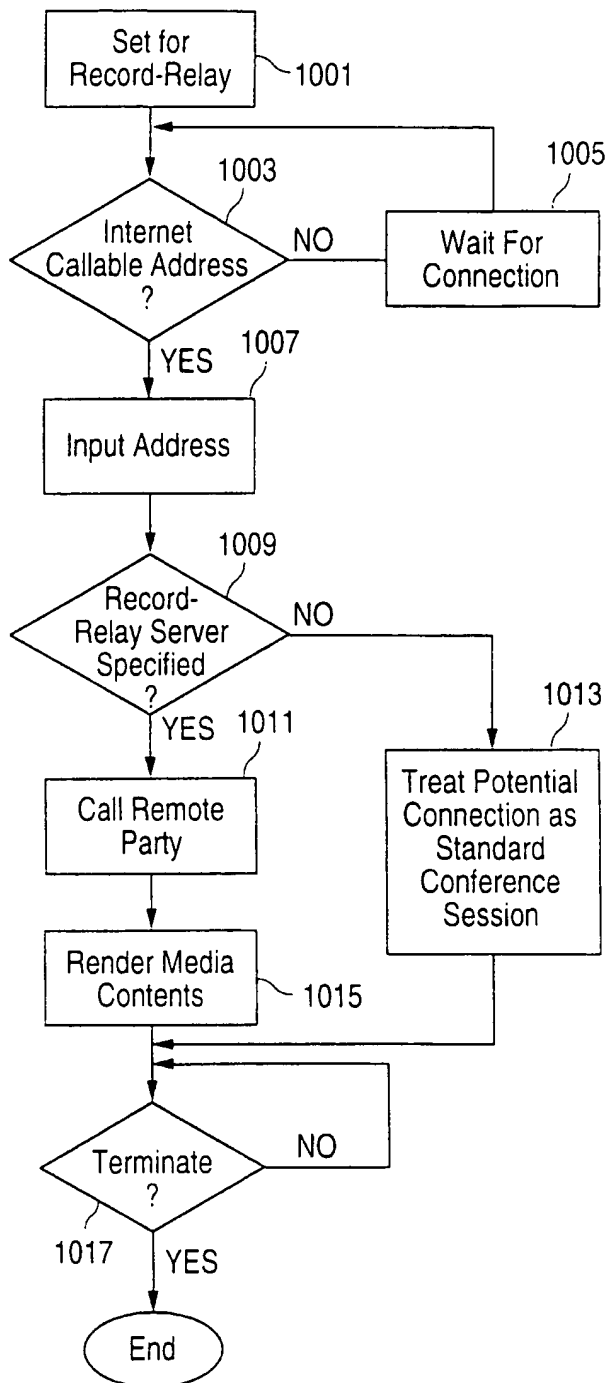 Set for
Record-Relay
1001
1003
1005
Internet
Callable Address
?
NO
Wait For
Connection
YES
1007
Input Address
1009
Record-
Relay Server
Specified
?
NO
YES
1011
1013
Call Remote
Party
Treat Potential
Connection as
Standard
Conference
Session
Render Media
Contents
1015
Terminate
?
NO
1017
YES
End